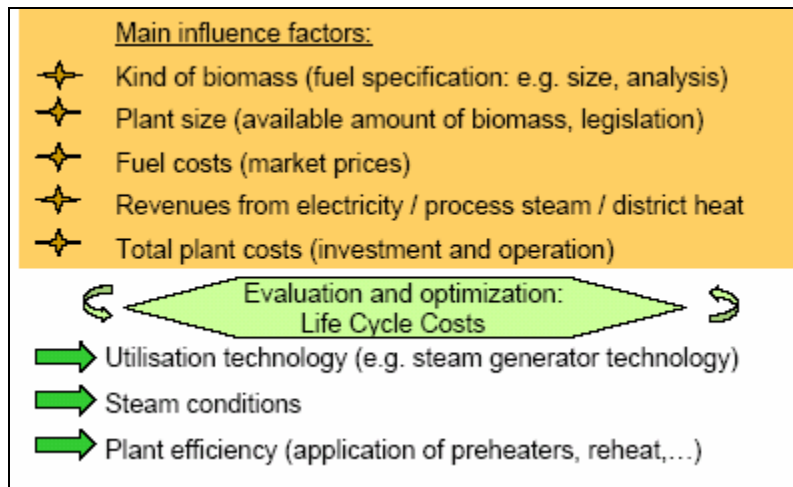 Main influence factors:
Kind of biomass (fuel specification: e.g. size, analysis)
Plant size (available amount of biomass, legislation)
Fuel costs (market prices)
Revenues from electricity / process steam / district heat
Total plant costs (investment and operation)
Evaluation and optimization:
Life Cycle Costs
Utilisation technology (e.g. steam generator technology)
Steam conditions
Plant efficiency (application of preheaters, reheat,...)